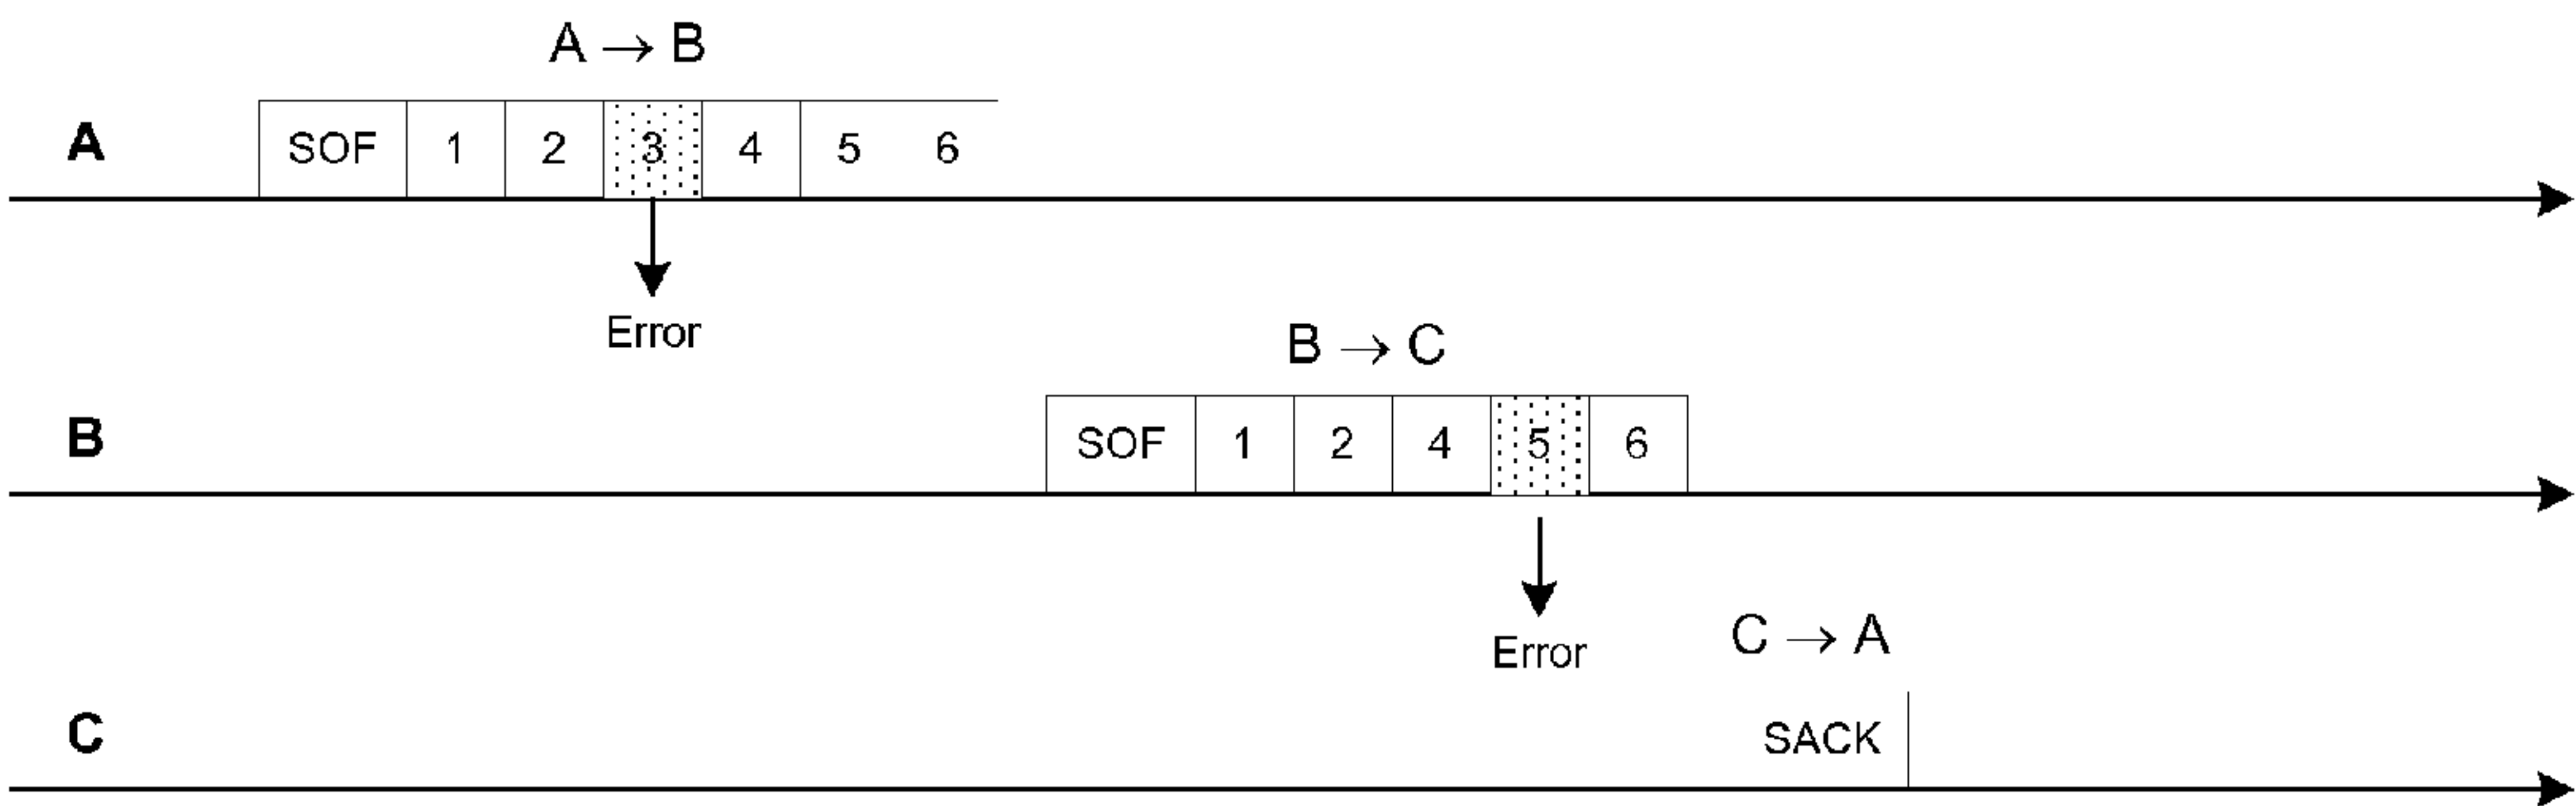 A → B
A SOF 1 2 3 4 5 6
Error
B → C
B SOF 1 2 4 5 6
Error
C → A
C SACK